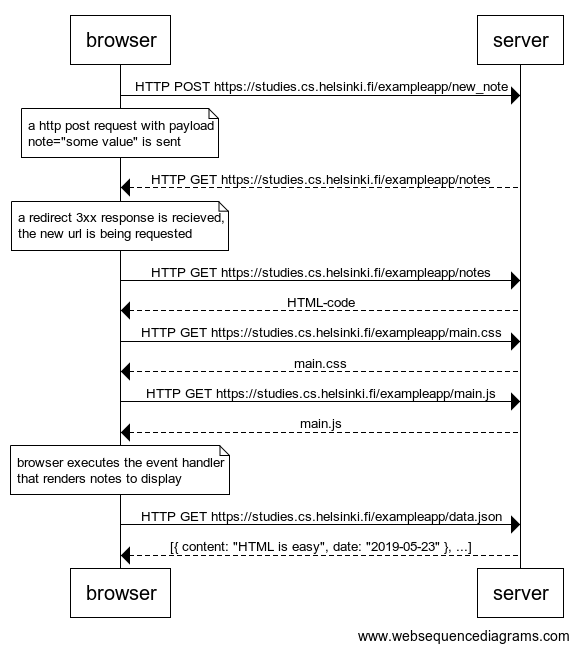 browser server
HTTP POST https://studies.cs.helsinki.fi/exampleapp/new_note
a http post request with payload
note="some value" is sent
HTTP GET https://studies.cs.helsinki.fi/exampleapp/notes
a redirect 3xx response is recieved,
the new url is being requested
HTTP GET https://studies.cs.helsinki.fi/exampleapp/notes
HTML-code
HTTP GET https://studies.cs.helsinki.fi/exampleapp/main.css
main.css
HTTP GET https://studies.cs.helsinki.fi/exampleapp/main.js
main.js
browser executes the event handler
that renders notes to display
HTTP GET https://studies.cs.helsinki.fi/exampleapp/data.json
[{ content: "HTML is easy", date: "2019-05-23" }, ...]
browser server
www.websequencediagrams.com